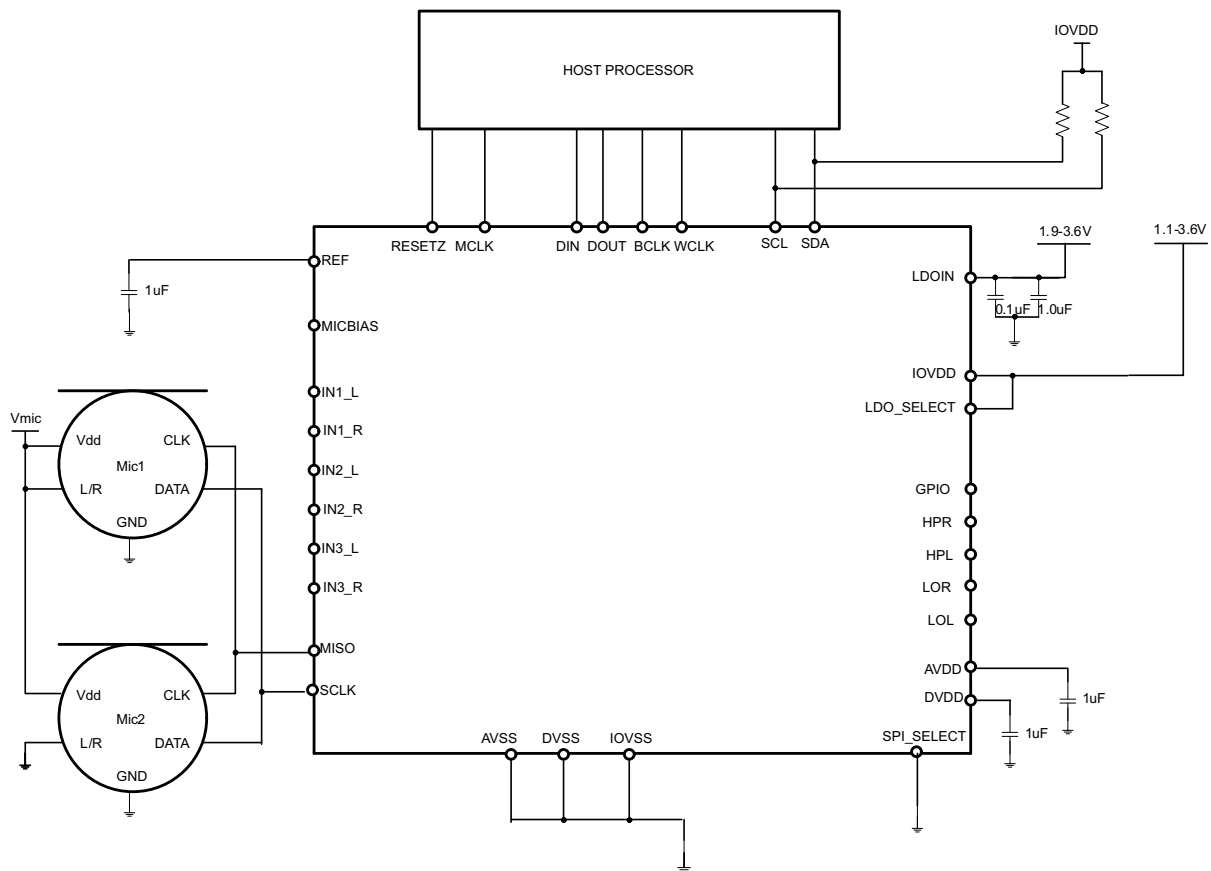 HOST PROCESSOR
IOVDD
RESETZ MCLK DIN DOUT BCLK WCLK SCL SDA
1.9-3.6V
1.1-3.6V
REF
1uF
LDOIN
0.1uF 1.0uF
MICBIAS
IOVDD
LDO_SELECT
IN1_L
IN1_R
IN2_L
IN2_R
IN3_L
IN3_R
Vmic
Vdd CLK
Mic1
L/R DATA
GND
GPIO
HPR
HPL
LOR
LOL
MISO
SCLK
AVDD
1uF
DVDD
1uF
Vdd CLK
Mic2
L/R DATA
GND
AVSS DVSS IOVSS
SPI_SELECT